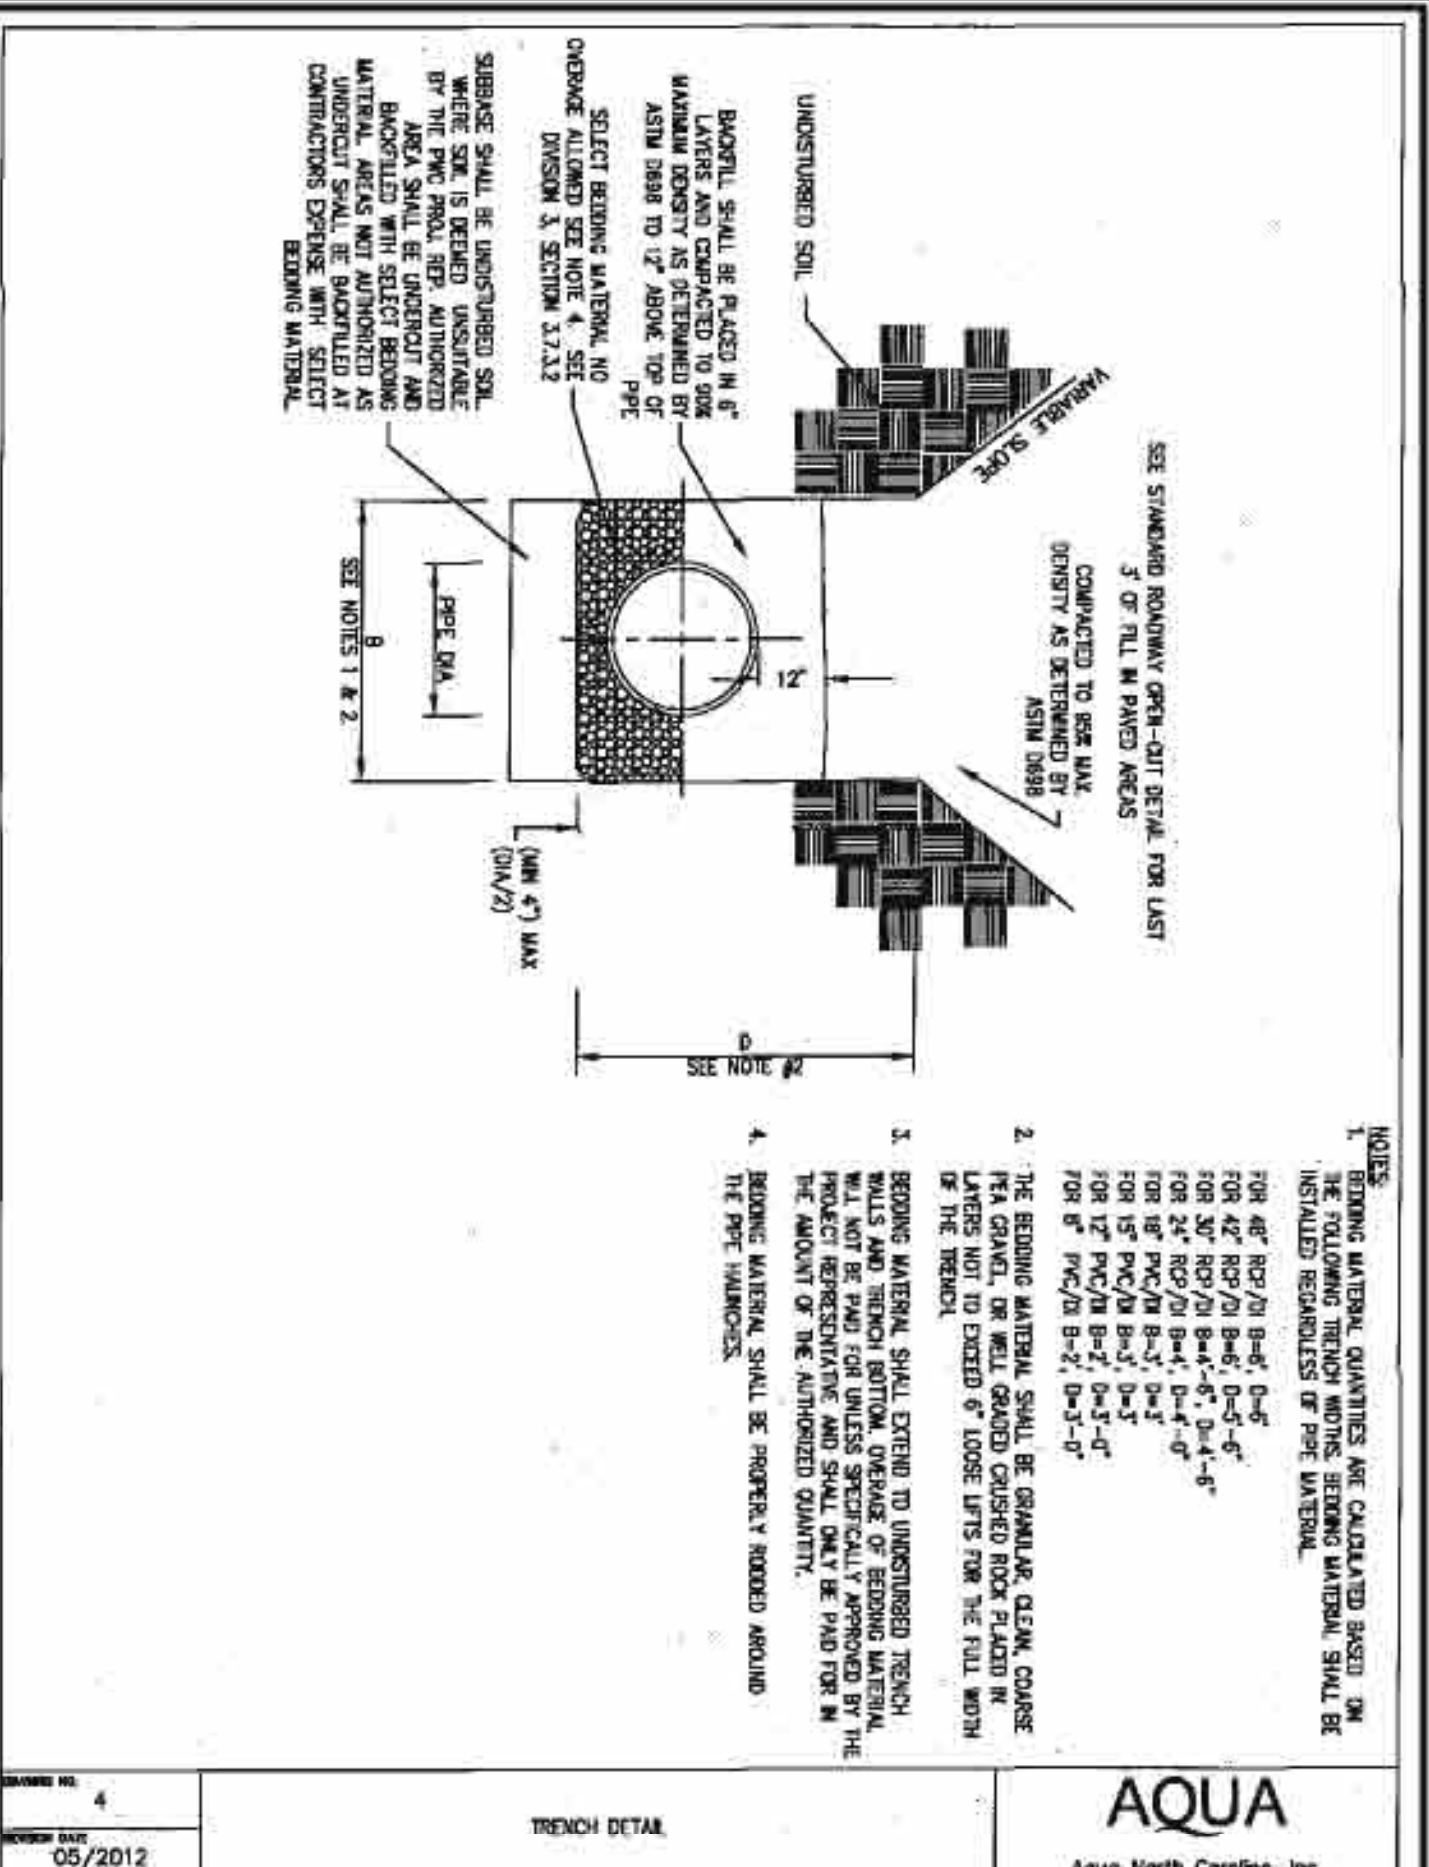 SEE STANDARD ROADWAY OPEN-CUT DETAIL FOR LAST
3' OF FILL IN PAVED AREAS
VARIABLE SLOPE
COMPACTED TO 95% MAX.
DENSITY AS DETERMINED BY
ASTM D698
UNDISTURBED SOIL
BACKFILL SHALL BE PLACED IN 6"
LAYERS AND COMPACTED TO 90%
MAXIMUM DENSITY AS DETERMINED BY
ASTM D698 TO 12" ABOVE TOP OF
PIPE
12"
SELECT BEDDING MATERIAL NO
OVERAGE ALLOWED SEE NOTE 4. SEE
DIVISION 3, SECTION 3.7.3.2
SUBBASE SHALL BE UNDISTURBED SOIL.
WHERE SOIL IS DEEMED UNSUITABLE
BY THE PWC PROJ. REP. AUTHORIZED
AREA SHALL BE UNDERCUT AND
BACKFILLED WITH SELECT BEDDING
MATERIAL. AREAS NOT AUTHORIZED AS
UNDERCUT SHALL BE BACKFILLED AT
CONTRACTORS EXPENSE WITH SELECT
BEDDING MATERIAL
PIPE DIA.
B
SEE NOTES 1 & 2
(MIN 4") MAX
(DIA/2)
D
SEE NOTE #2
NOTES:
1. BEDDING MATERIAL QUANTITIES ARE CALCULATED BASED ON
THE FOLLOWING TRENCH WIDTHS. BEDDING MATERIAL SHALL BE
INSTALLED REGARDLESS OF PIPE MATERIAL.
FOR 48" RCP/DI B=6', D=6'
FOR 42" RCP/DI B=6', D=5'-6"
FOR 30" RCP/DI B=4'-6", D=4'-6"
FOR 24" RCP/DI B=4', D=4'-0"
FOR 18" PVC/DI B=3', D=3'
FOR 15" PVC/DI B=3', D=3'
FOR 12" PVC/DI B=2', D=3'-0"
FOR 8" PVC/DI B=2', D=3'-0"
2. THE BEDDING MATERIAL SHALL BE GRANULAR, CLEAN, COARSE
PEA GRAVEL, OR WELL GRADED CRUSHED ROCK PLACED IN
LAYERS NOT TO EXCEED 6" LOOSE LIFTS FOR THE FULL WIDTH
OF THE TRENCH.
3. BEDDING MATERIAL SHALL EXTEND TO UNDISTURBED TRENCH
WALLS AND TRENCH BOTTOM. OVERAGE OF BEDDING MATERIAL
WILL NOT BE PAID FOR UNLESS SPECIFICALLY APPROVED BY THE
PROJECT REPRESENTATIVE AND SHALL ONLY BE PAID FOR IN
THE AMOUNT OF THE AUTHORIZED QUANTITY.
4. BEDDING MATERIAL SHALL BE PROPERLY RODDED AROUND
THE PIPE HAUNCHES.
DRAWING NO.
4
REVISION DATE
05/2012
TRENCH DETAIL
AQUA
Aqua North Carolina, Inc.